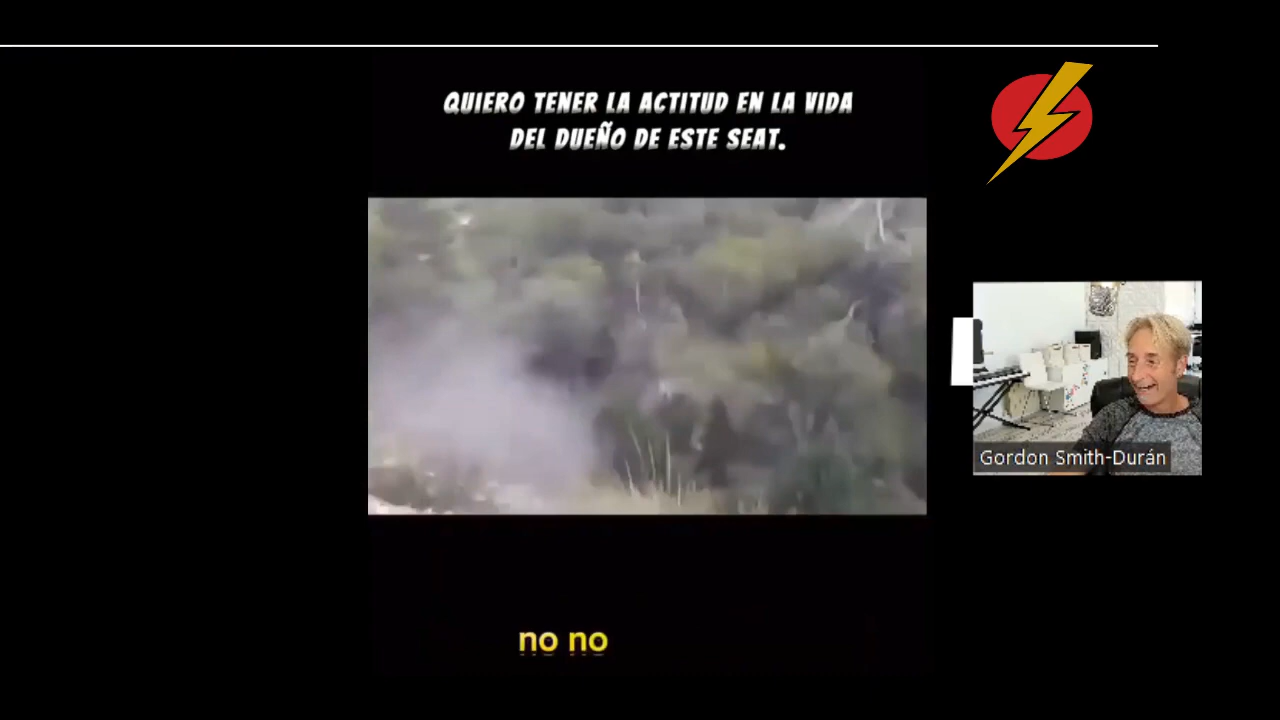 QUIERO TENER LA ACTITUD EN LA VIDA
DEL DUEÑO DE ESTE SEAT.
Gordon Smith-Durán
no no